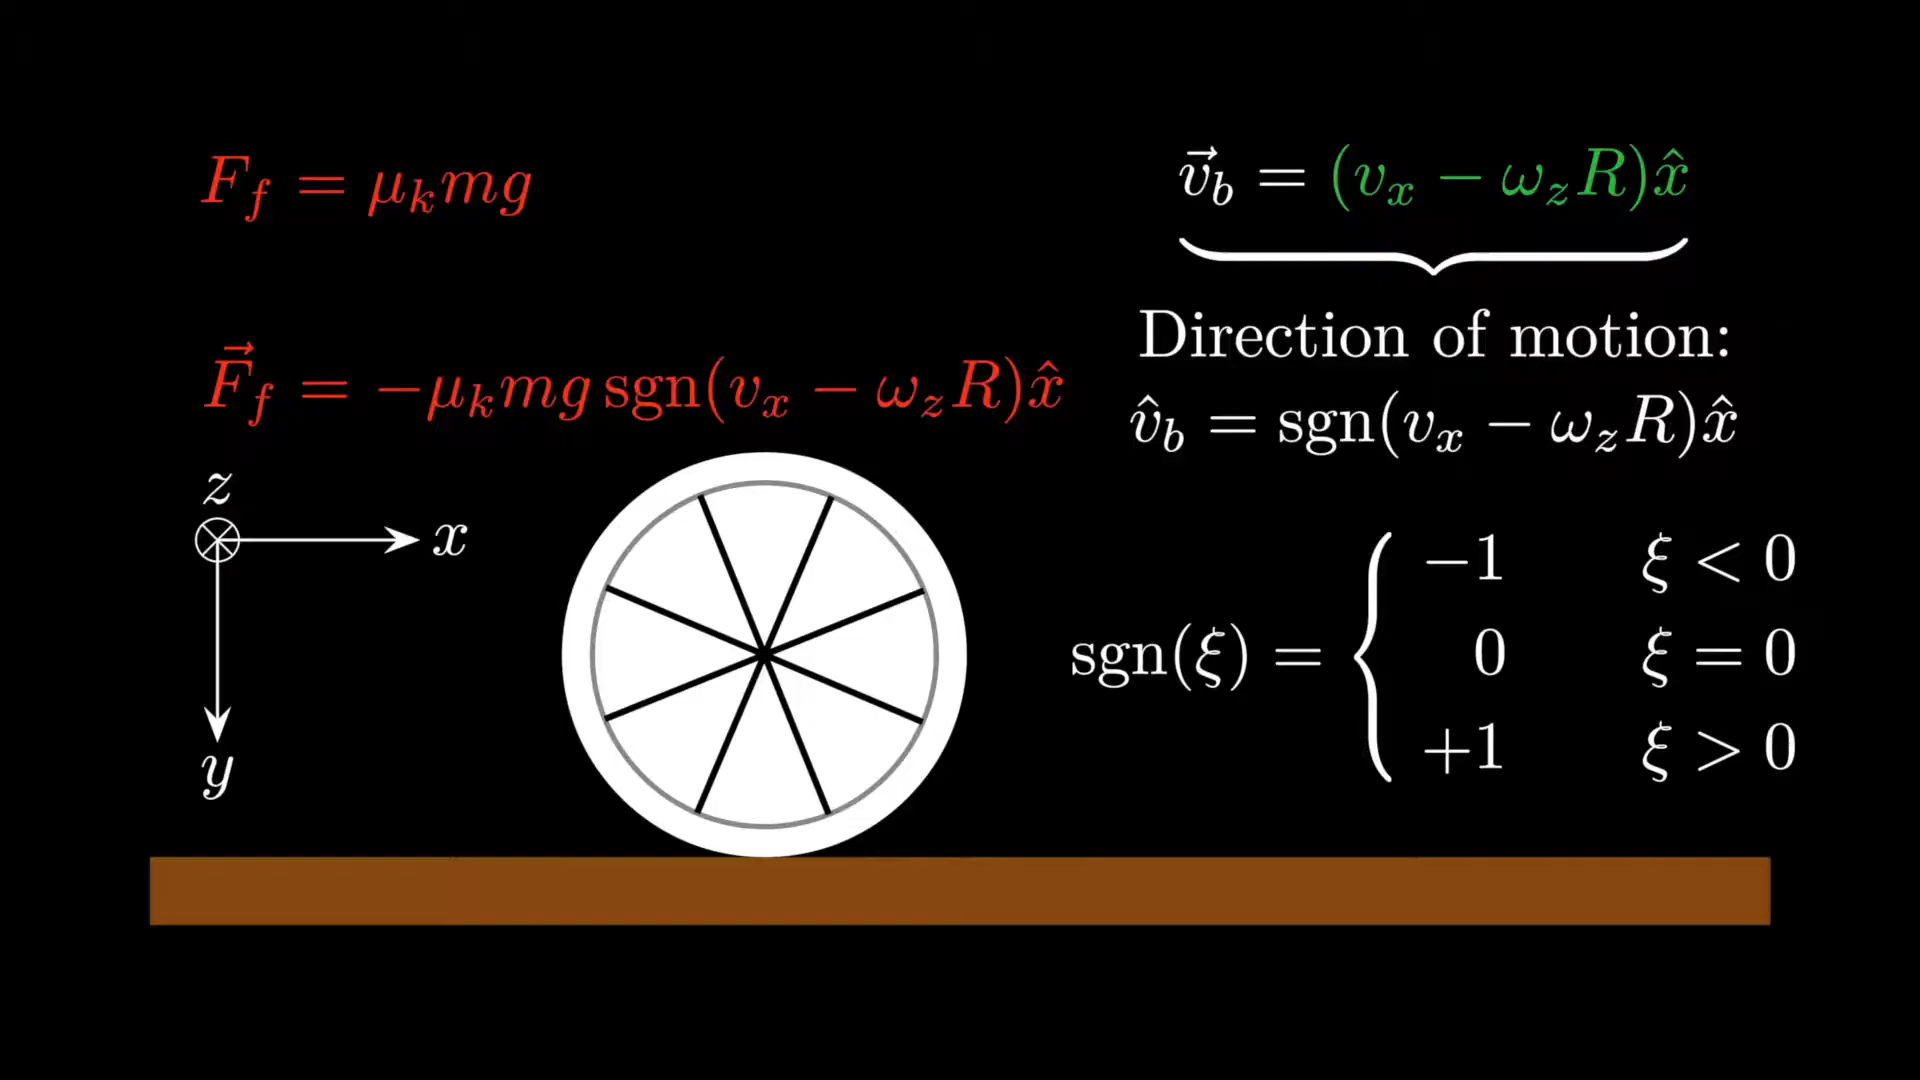 F_f = μ_k mg
v⃗_b = (v_x − ω_z R)x̂
Direction of motion:
F⃗_f = −μ_k mg sgn(v_x − ω_z R)x̂
v̂_b = sgn(v_x − ω_z R)x̂
z
x
y
sgn(ξ) = { −1 ξ < 0
0 ξ = 0
+1 ξ > 0